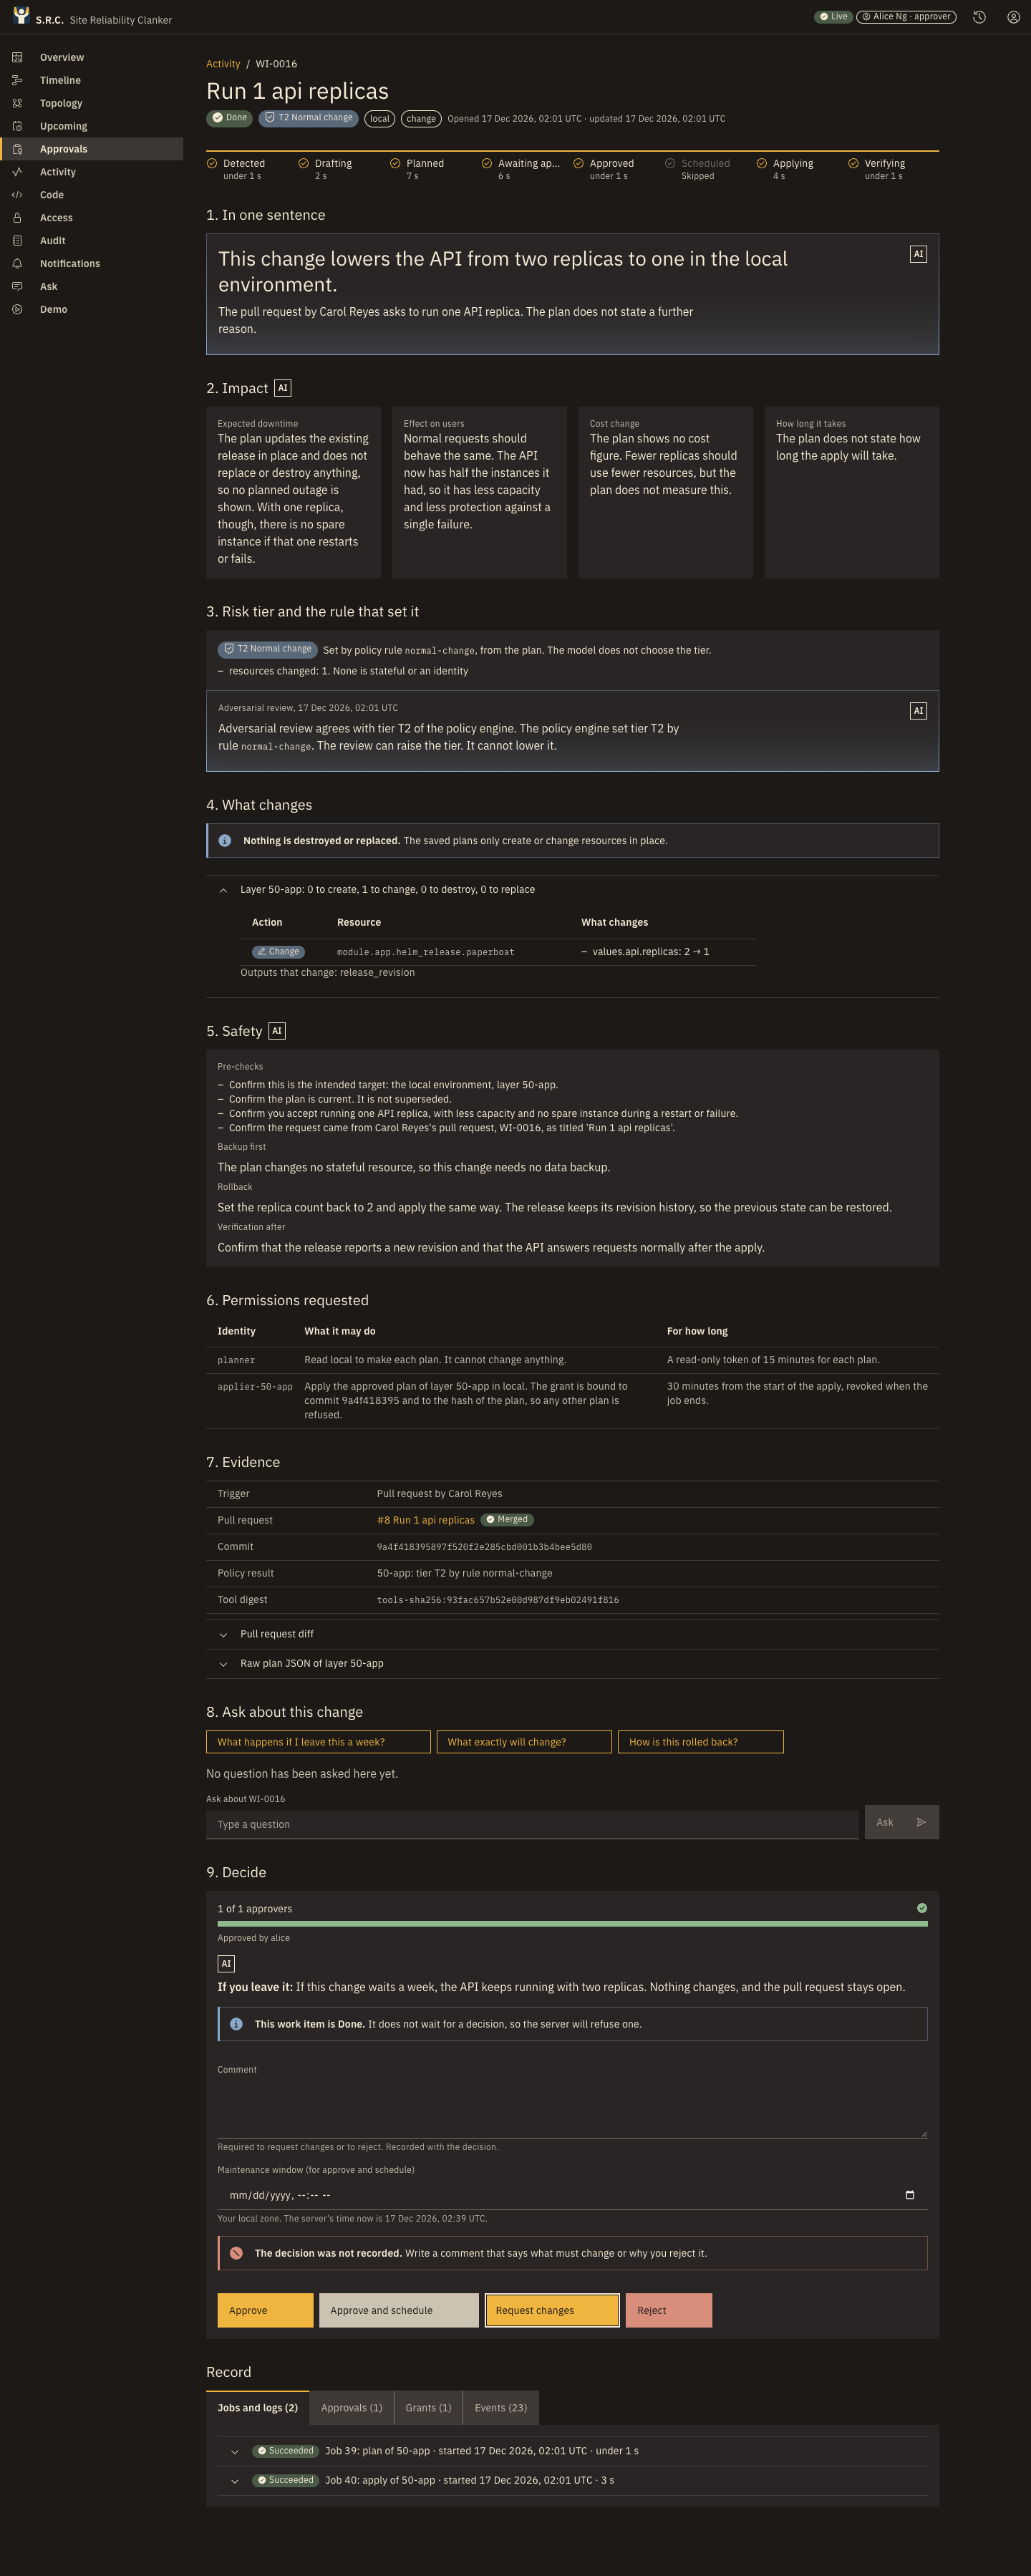 S.R.C. Site Reliability Clanker
Live
Alice Ng · approver
Overview
Timeline
Topology
Upcoming
Approvals
Activity
Code
Access
Audit
Notifications
Ask
Demo
Activity / WI-0016
Run 1 api replicas
Done
T2 Normal change
local
change
Opened 17 Dec 2026, 02:01 UTC · updated 17 Dec 2026, 02:01 UTC
Detected
under 1 s
Drafting
2 s
Planned
7 s
Awaiting ap...
6 s
Approved
under 1 s
Scheduled
Skipped
Applying
4 s
Verifying
under 1 s
1. In one sentence
This change lowers the API from two replicas to one in the local
environment.
AI
The pull request by Carol Reyes asks to run one API replica. The plan does not state a further
reason.
2. Impact AI
Expected downtime
The plan updates the existing
release in place and does not
replace or destroy anything,
so no planned outage is
shown. With one replica,
though, there is no spare
instance if that one restarts
or fails.
Effect on users
Normal requests should
behave the same. The API
now has half the instances it
had, so it has less capacity
and less protection against a
single failure.
Cost change
The plan shows no cost
figure. Fewer replicas should
use fewer resources, but the
plan does not measure this.
How long it takes
The plan does not state how
long the apply will take.
3. Risk tier and the rule that set it
T2 Normal change Set by policy rule normal-change, from the plan. The model does not choose the tier.
– resources changed: 1. None is stateful or an identity
Adversarial review, 17 Dec 2026, 02:01 UTC
AI
Adversarial review agrees with tier T2 of the policy engine. The policy engine set tier T2 by
rule normal-change. The review can raise the tier. It cannot lower it.
4. What changes
Nothing is destroyed or replaced. The saved plans only create or change resources in place.
Layer 50-app: 0 to create, 1 to change, 0 to destroy, 0 to replace
Action Resource What changes
Change module.app.helm_release.paperboat – values.api.replicas: 2 → 1
Outputs that change: release_revision
5. Safety AI
Pre-checks
– Confirm this is the intended target: the local environment, layer 50-app.
– Confirm the plan is current. It is not superseded.
– Confirm you accept running one API replica, with less capacity and no spare instance during a restart or failure.
– Confirm the request came from Carol Reyes's pull request, WI-0016, as titled 'Run 1 api replicas'.
Backup first
The plan changes no stateful resource, so this change needs no data backup.
Rollback
Set the replica count back to 2 and apply the same way. The release keeps its revision history, so the previous state can be restored.
Verification after
Confirm that the release reports a new revision and that the API answers requests normally after the apply.
6. Permissions requested
Identity What it may do For how long
planner Read local to make each plan. It cannot change anything. A read-only token of 15 minutes for each plan.
applier-50-app Apply the approved plan of layer 50-app in local. The grant is bound to
commit 9a4f418395 and to the hash of the plan, so any other plan is
refused.
30 minutes from the start of the apply, revoked when the
job ends.
7. Evidence
Trigger Pull request by Carol Reyes
Pull request #8 Run 1 api replicas Merged
Commit 9a4f418395897f520f2e285cbd001b3b4bee5d80
Policy result 50-app: tier T2 by rule normal-change
Tool digest tools-sha256:93fac657b52e00d987df9eb02491f816
Pull request diff
Raw plan JSON of layer 50-app
8. Ask about this change
What happens if I leave this a week?
What exactly will change?
How is this rolled back?
No question has been asked here yet.
Ask about WI-0016
Type a question
Ask
9. Decide
1 of 1 approvers
Approved by alice
AI
If you leave it: If this change waits a week, the API keeps running with two replicas. Nothing changes, and the pull request stays open.
This work item is Done. It does not wait for a decision, so the server will refuse one.
Comment
Required to request changes or to reject. Recorded with the decision.
Maintenance window (for approve and schedule)
mm/dd/yyyy, --:-- --
Your local zone. The server's time now is 17 Dec 2026, 02:39 UTC.
The decision was not recorded. Write a comment that says what must change or why you reject it.
Approve
Approve and schedule
Request changes
Reject
Record
Jobs and logs (2)
Approvals (1)
Grants (1)
Events (23)
Succeeded Job 39: plan of 50-app · started 17 Dec 2026, 02:01 UTC · under 1 s
Succeeded Job 40: apply of 50-app · started 17 Dec 2026, 02:01 UTC · 3 s